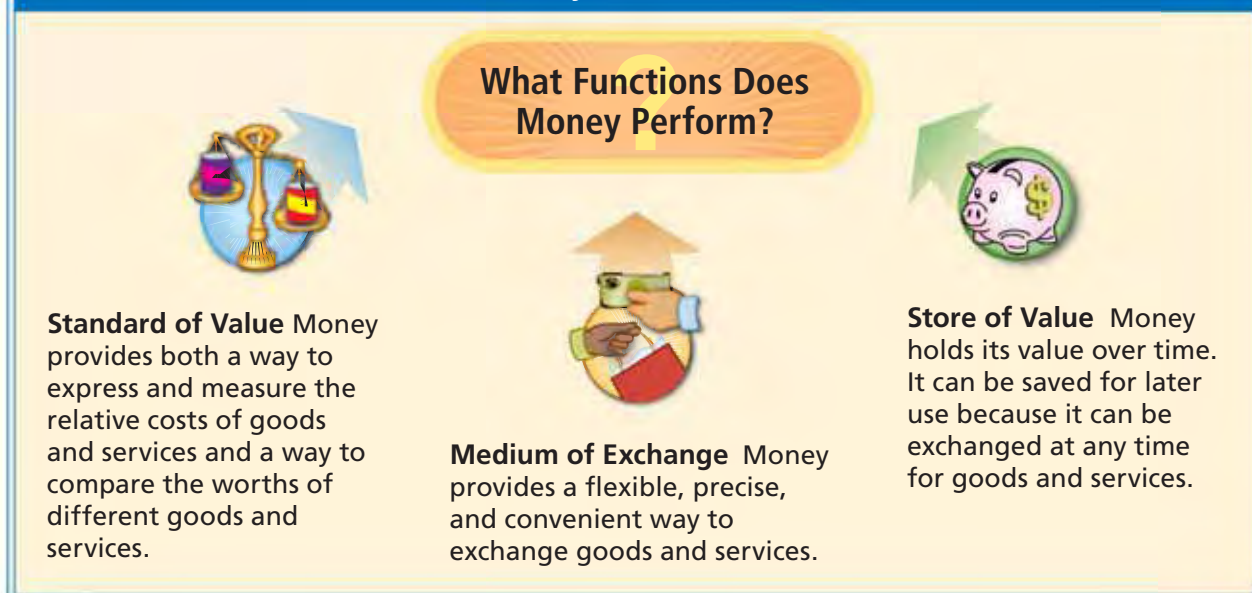 What Functions Does
Money Perform?
Standard of Value Money
provides both a way to
express and measure the
relative costs of goods
and services and a way to
compare the worths of
different goods and
services.
Medium of Exchange Money
provides a flexible, precise,
and convenient way to
exchange goods and services.
Store of Value Money
holds its value over time.
It can be saved for later
use because it can be
exchanged at any time
for goods and services.